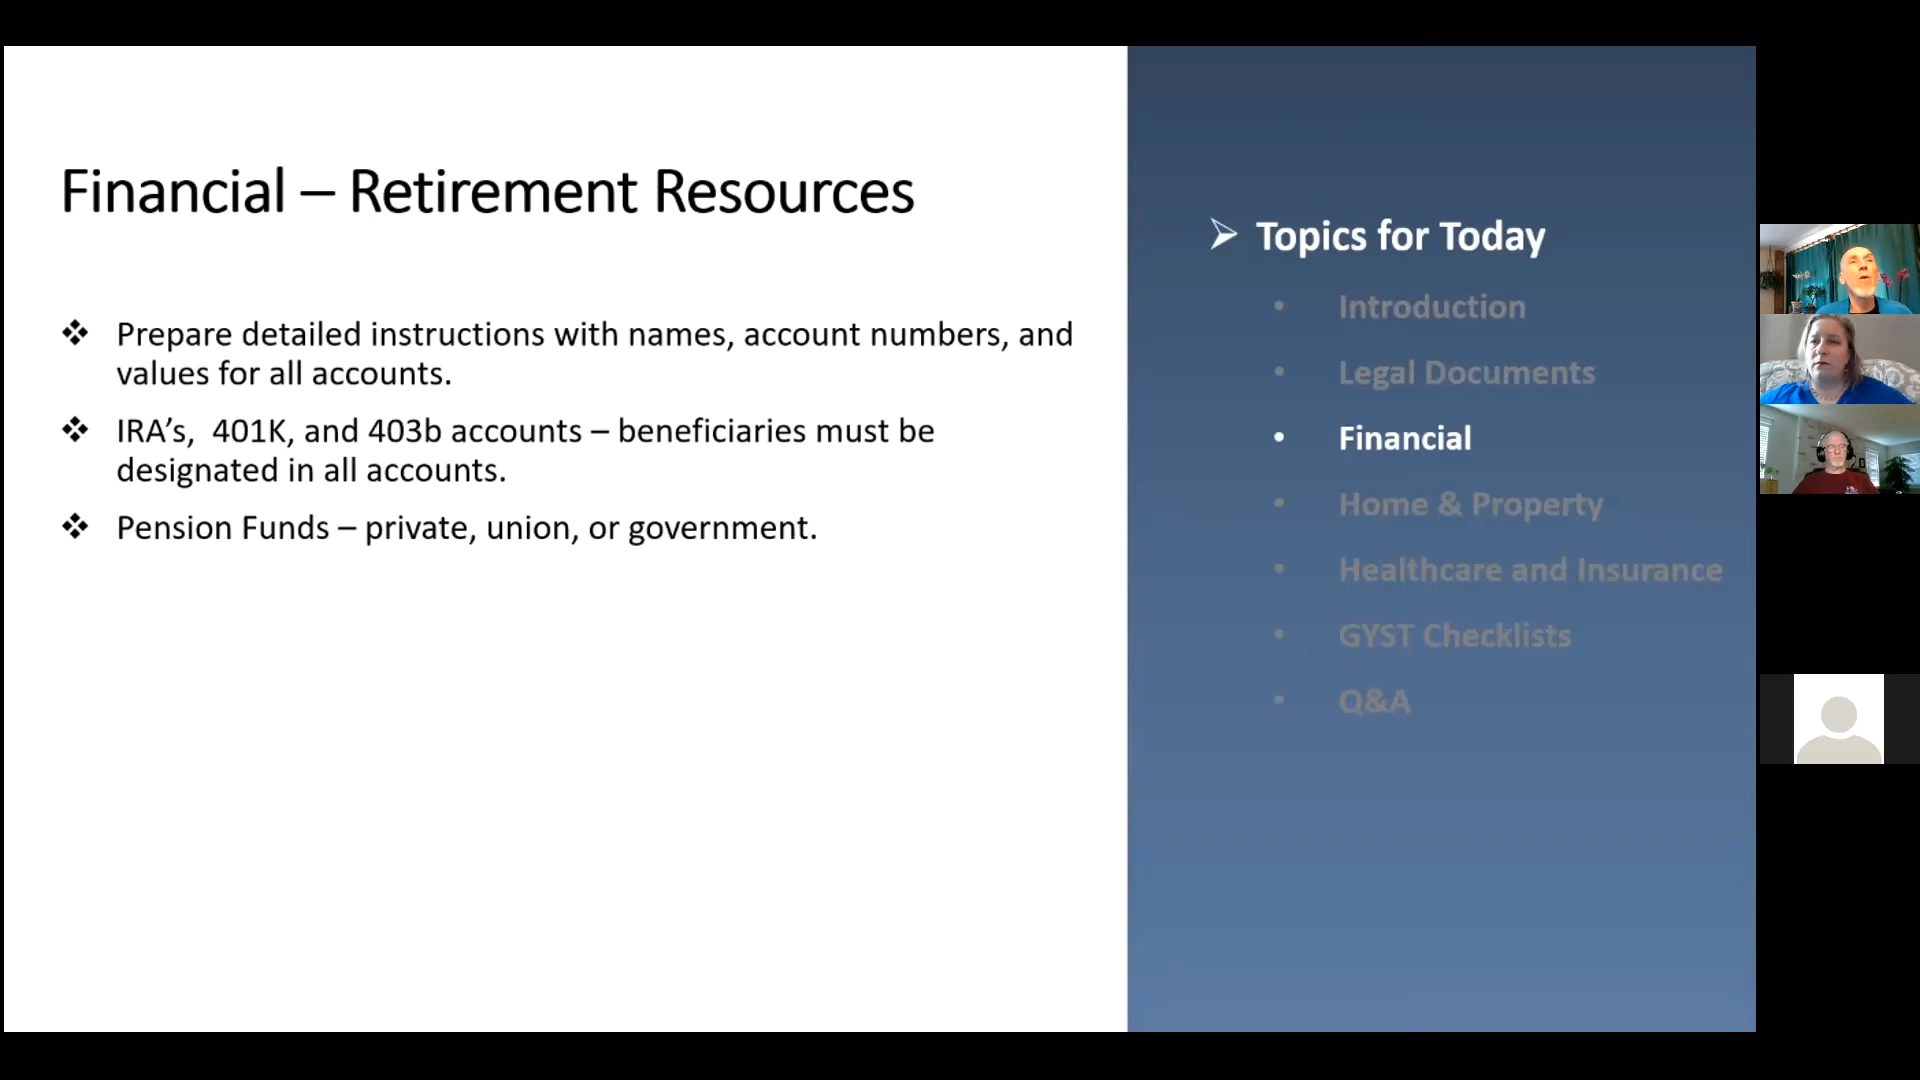 Financial – Retirement Resources
❖ Prepare detailed instructions with names, account numbers, and
values for all accounts.
❖ IRA’s,  401K, and 403b accounts – beneficiaries must be
designated in all accounts.
❖ Pension Funds – private, union, or government.
➢ Topics for Today
• Introduction
• Legal Documents
• Financial
• Home & Property
• Healthcare and Insurance
• GYST Checklists
• Q&A